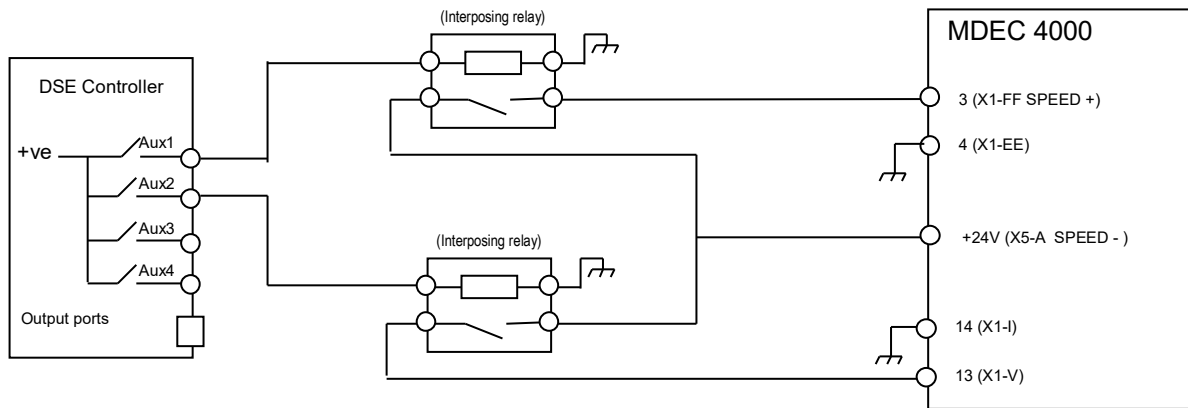 (Interposing relay)
MDEC 4000
DSE Controller
3 (X1-FF SPEED +)
+ve
Aux1
4 (X1-EE)
Aux2
Aux3
(Interposing relay)
+24V (X5-A  SPEED - )
Aux4
Output ports
14 (X1-I)
13 (X1-V)